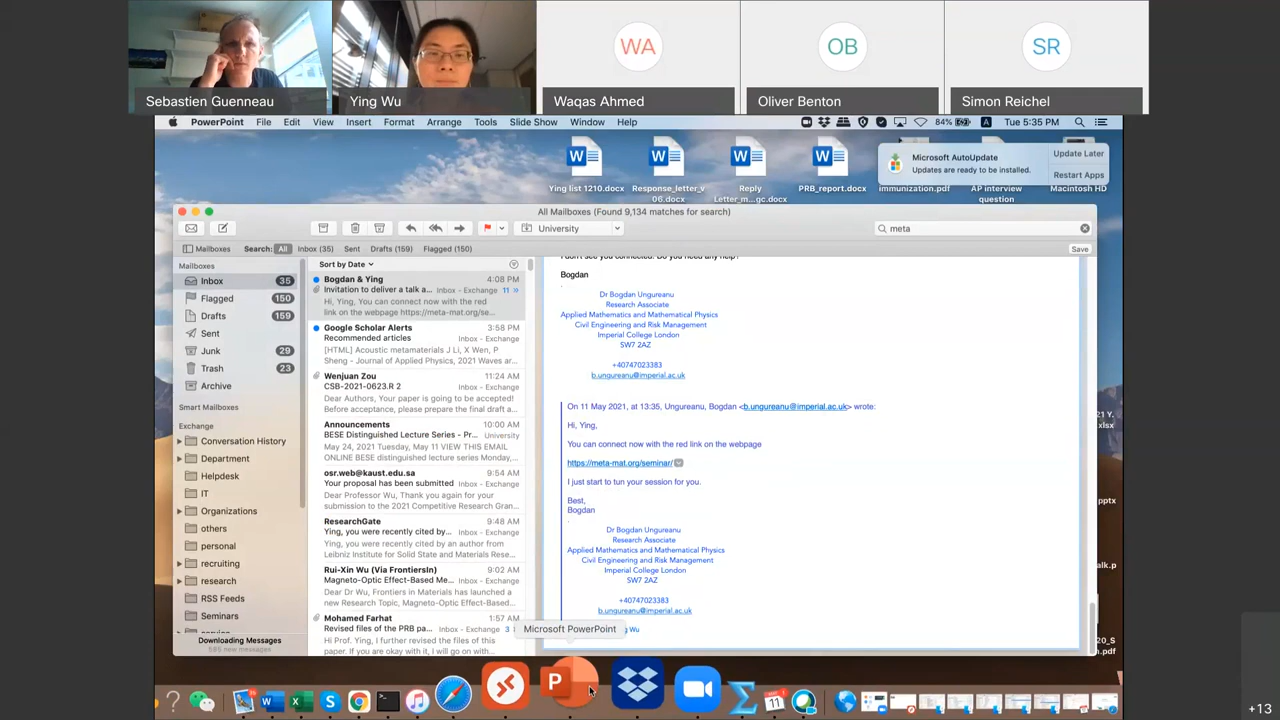 WA
OB
SR
Sebastien Guenneau
Ying Wu
Waqas Ahmed
Oliver Benton
Simon Reichel
PowerPoint File Edit View Insert Format Arrange Tools Slide Show Window Help
84%
Tue 5:35 PM
Microsoft AutoUpdate
Updates are ready to be installed.
Update Later
Restart Apps
Ying list 1210.docx
Response_letter_v
06.docx
Reply
Letter_m...gc.docx
PRB_report.docx
immunization.pdf
AP interview
question
Macintosh HD
All Mailboxes (Found 9,134 matches for search)
University
meta
Mailboxes Search: All Inbox (35) Sent Drafts (159) Flagged (150)
Save
Mailboxes
Inbox 35
Flagged 150
Drafts 159
Sent
Junk 29
Trash 23
Archive
Smart Mailboxes
Exchange
Conversation History
Department
Helpdesk
IT
Organizations
others
personal
recruiting
research
RSS Feeds
Seminars
Downloading Messages
585 new messages
Sort by Date
Bogdan & Ying 4:08 PM
Invitation to deliver a talk a... Inbox - Exchange 11 »
Hi, Ying, You can connect now with the red
link on the webpage https://meta-mat.org/se...
Google Scholar Alerts 3:58 PM
Recommended articles Inbox - Exchange
[HTML] Acoustic metamaterials J Li, X Wen, P
Sheng - Journal of Applied Physics, 2021 Waves ar...
Wenjuan Zou 11:24 AM
CSB-2021-0623.R 2 Inbox - Exchange
Dear Authors, Your paper is going to be accepted!
Before acceptance, please prepare the final draft a...
Announcements 10:00 AM
BESE Distinguished Lecture Series - Pr... University
May 24, 2021 Tuesday, May 11 VIEW THIS EMAIL
ONLINE BESE distinguished lecture series Monday,...
osr.web@kaust.edu.sa 9:54 AM
Your proposal has been submitted Inbox - Exchange
Dear Professor Wu, Thank you again for your
submission to the 2021 Competitive Research Gran...
ResearchGate 9:48 AM
Ying, you were recently cited by... Inbox - Exchange
Ying, you were recently cited by an author from
Leibniz Institute for Solid State and Materials Rese...
Rui-Xin Wu (Via FrontiersIn) 9:02 AM
Magneto-Optic Effect-Based Me... Inbox - Exchange
Dear Dr Wu, Frontiers in Materials has launched a
new Research Topic, Magneto-Optic Effect-Based...
Mohamed Farhat 1:57 AM
Revised files of the PRB pa... Inbox - Exchange 3
Hi Prof. Ying, I further revised the files of this
paper. If you are okay with it, I will go ahead and...
I don't see you connected. Do you need any help?
Bogdan
Dr Bogdan Ungureanu
Research Associate
Applied Mathematics and Mathematical Physics
Civil Engineering and Risk Management
Imperial College London
SW7 2AZ
+40747023383
b.ungureanu@imperial.ac.uk
On 11 May 2021, at 13:35, Ungureanu, Bogdan <b.ungureanu@imperial.ac.uk> wrote:
Hi, Ying,
You can connect now with the red link on the webpage
https://meta-mat.org/seminar/
I just start to tun your session for you.
Best,
Bogdan
Dr Bogdan Ungureanu
Research Associate
Applied Mathematics and Mathematical Physics
Civil Engineering and Risk Management
Imperial College London
SW7 2AZ
+40747023383
b.ungureanu@imperial.ac.uk
Wu
Microsoft PowerPoint
+13